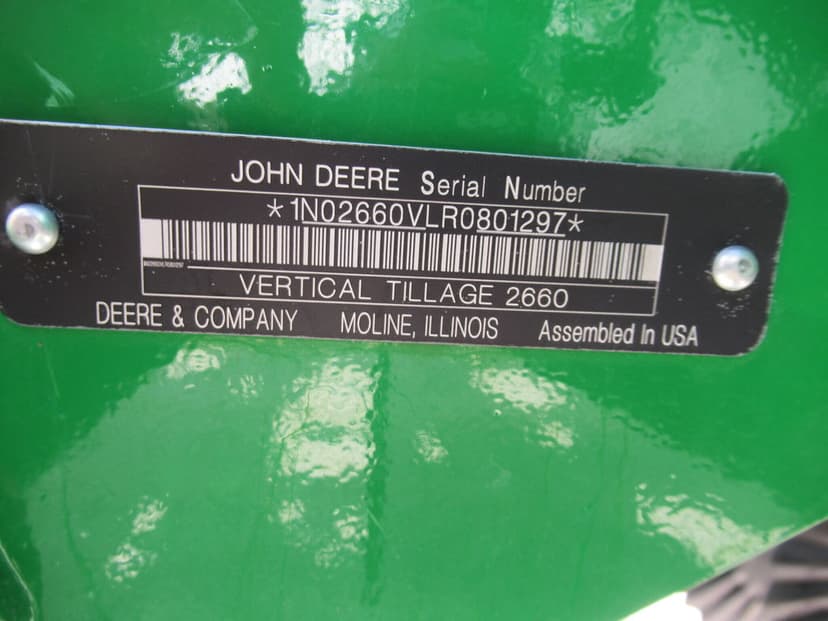 JOHN DEERE Serial Number
*1N02660VLR0801297*
VERTICAL TILLAGE 2660
DEERE & COMPANY MOLINE, ILLINOIS Assembled In USA